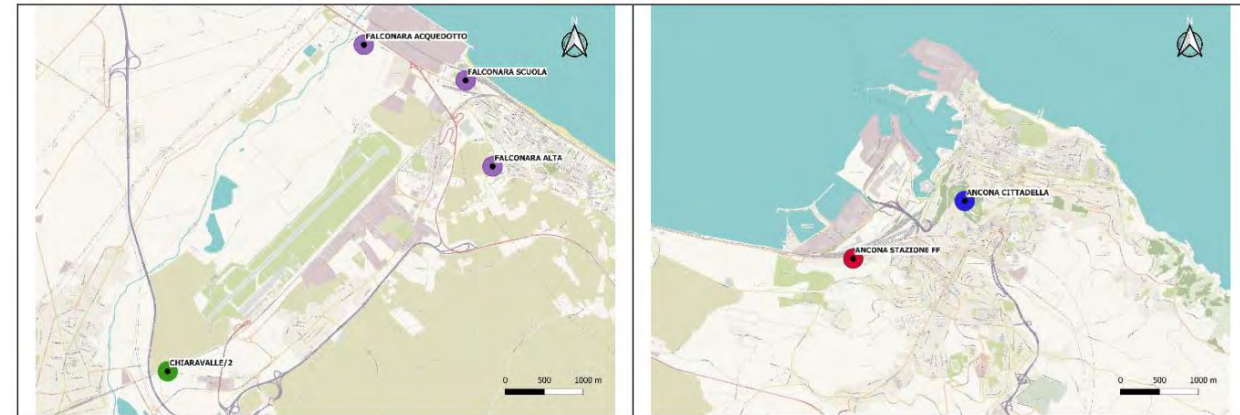 N
FALCONARA ACQUEDOTTO
FALCONARA SCUOLA
FALCONARA ALTA
CHIARAVALLE/2
0 500 1000 m
N
ANCONA CITTADELLA
ANCONA STAZIONE FF
0 500 1000 m